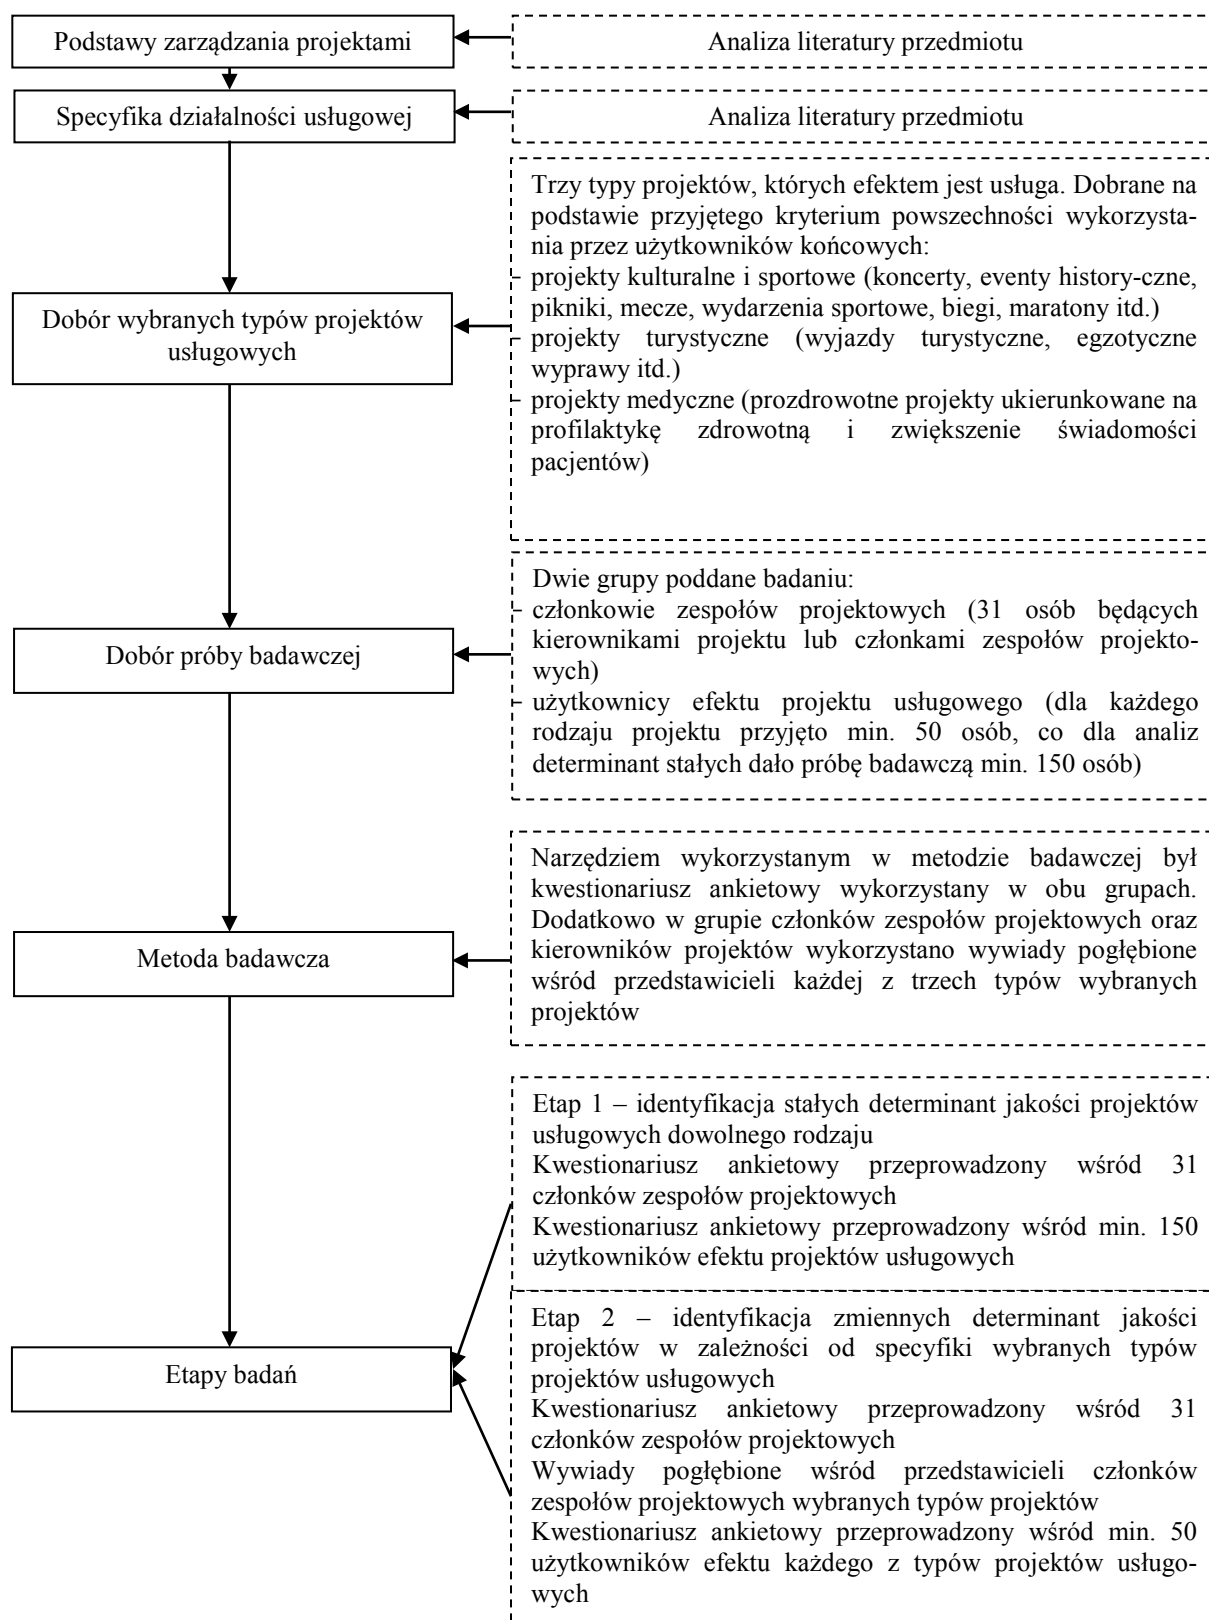 Podstawy zarządzania projektami
Analiza literatury przedmiotu
Specyfika działalności usługowej
Analiza literatury przedmiotu
Dobór wybranych typów projektów
usługowych
Trzy typy projektów, których efektem jest usługa. Dobrane na
podstawie przyjętego kryterium powszechności wykorzysta-
nia przez użytkowników końcowych:
- projekty kulturalne i sportowe (koncerty, eventy history-czne,
pikniki, mecze, wydarzenia sportowe, biegi, maratony itd.)
- projekty turystyczne (wyjazdy turystyczne, egzotyczne
wyprawy itd.)
- projekty medyczne (prozdrowotne projekty ukierunkowane na
profilaktykę zdrowotną i zwiększenie świadomości
pacjentów)
Dobór próby badawczej
Dwie grupy poddane badaniu:
- członkowie zespołów projektowych (31 osób będących
kierownikami projektu lub członkami zespołów projekto-
wych)
- użytkownicy efektu projektu usługowego (dla każdego
rodzaju projektu przyjęto min. 50 osób, co dla analiz
determinant stałych dało próbę badawczą min. 150 osób)
Metoda badawcza
Narzędziem wykorzystanym w metodzie badawczej był
kwestionariusz ankietowy wykorzystany w obu grupach.
Dodatkowo w grupie członków zespołów projektowych oraz
kierowników projektów wykorzystano wywiady pogłębione
wśród przedstawicieli każdej z trzech typów wybranych
projektów
Etapy badań
Etap 1 – identyfikacja stałych determinant jakości projektów
usługowych dowolnego rodzaju
Kwestionariusz ankietowy przeprowadzony wśród 31
członków zespołów projektowych
Kwestionariusz ankietowy przeprowadzony wśród min. 150
użytkowników efektu projektów usługowych
Etap 2 – identyfikacja zmiennych determinant jakości
projektów w zależności od specyfiki wybranych typów
projektów usługowych
Kwestionariusz ankietowy przeprowadzony wśród 31
członków zespołów projektowych
Wywiady pogłębione wśród przedstawicieli członków
zespołów projektowych wybranych typów projektów
Kwestionariusz ankietowy przeprowadzony wśród min. 50
użytkowników efektu każdego z typów projektów usługo-
wych